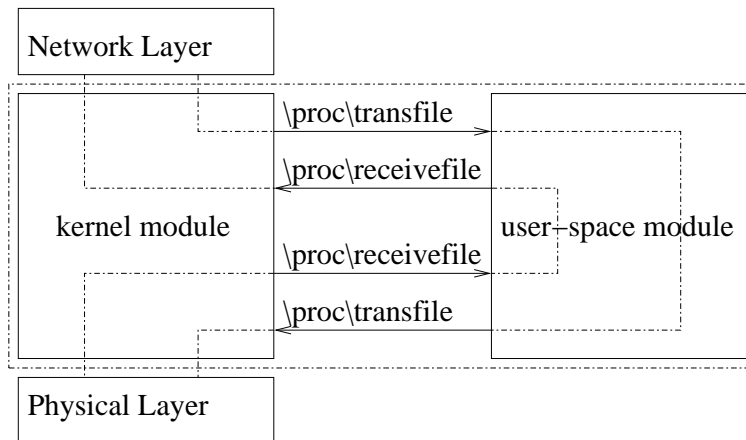 Network Layer
\proc\transfile
\proc\receivefile
kernel module
user−space module
\proc\receivefile
\proc\transfile
Physical Layer